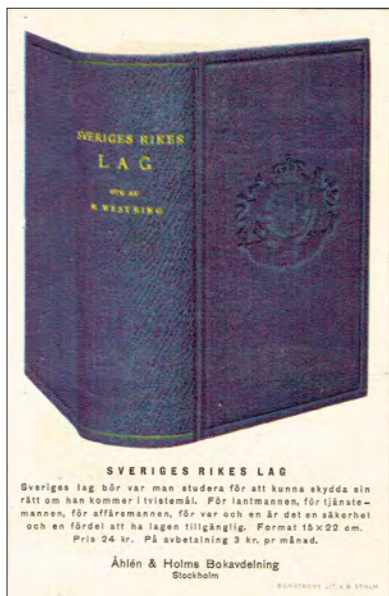 SVERIGES RIKES
LAG
UTG AV
K. WESTRING
SVERIGES RIKES LAG
Sveriges lag bör var man studera för att kunna skydda sin
rätt om han kommer i tvistemål. För lantmannen, för tjänste-
mannen, för affärsmannen, för var och en är det en säkerhet
och en fördel att ha lagen tillgänglig. Format 15×22 cm.
Pris 24 kr. På avbetalning 3 kr. pr månad.
Åhlén & Holms Bokavdelning
Stockholm
LIT. A.B. STHLM